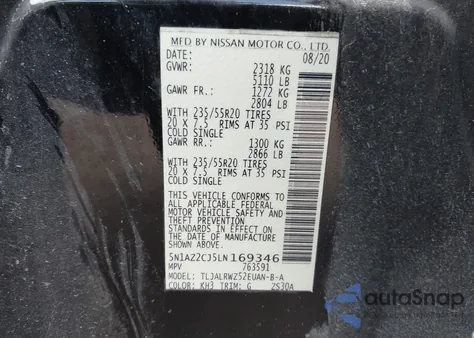 MFD BY NISSAN MOTOR CO., LTD.
08/20
GVWR: 2318 KG
5110 LB
GAWR FR.: 1272 KG
2804 LB
WITH 235/55R20 TIRES
20 X 7.5 RIMS AT 35 PSI
COLD SINGLE
GAWR RR.: 1300 KG
2866 LB
WITH 235/55R20 TIRES
20 X 7.5 RIMS AT 35 PSI
COLD SINGLE
THIS VEHICLE CONFORMS TO
ALL APPLICABLE FEDERAL
MOTOR VEHICLE SAFETY AND
BUMPER STANDARDS
IN EFFECT ON THE DATE OF
MANUFACTURE SHOWN ABOVE.
5N1AZ2CJ5LN169346
MPV 763591
MODEL: TLJALRWZ52EUAN-B-A
COLOR: KH3 TRIM: G ZS30A
autoSnap